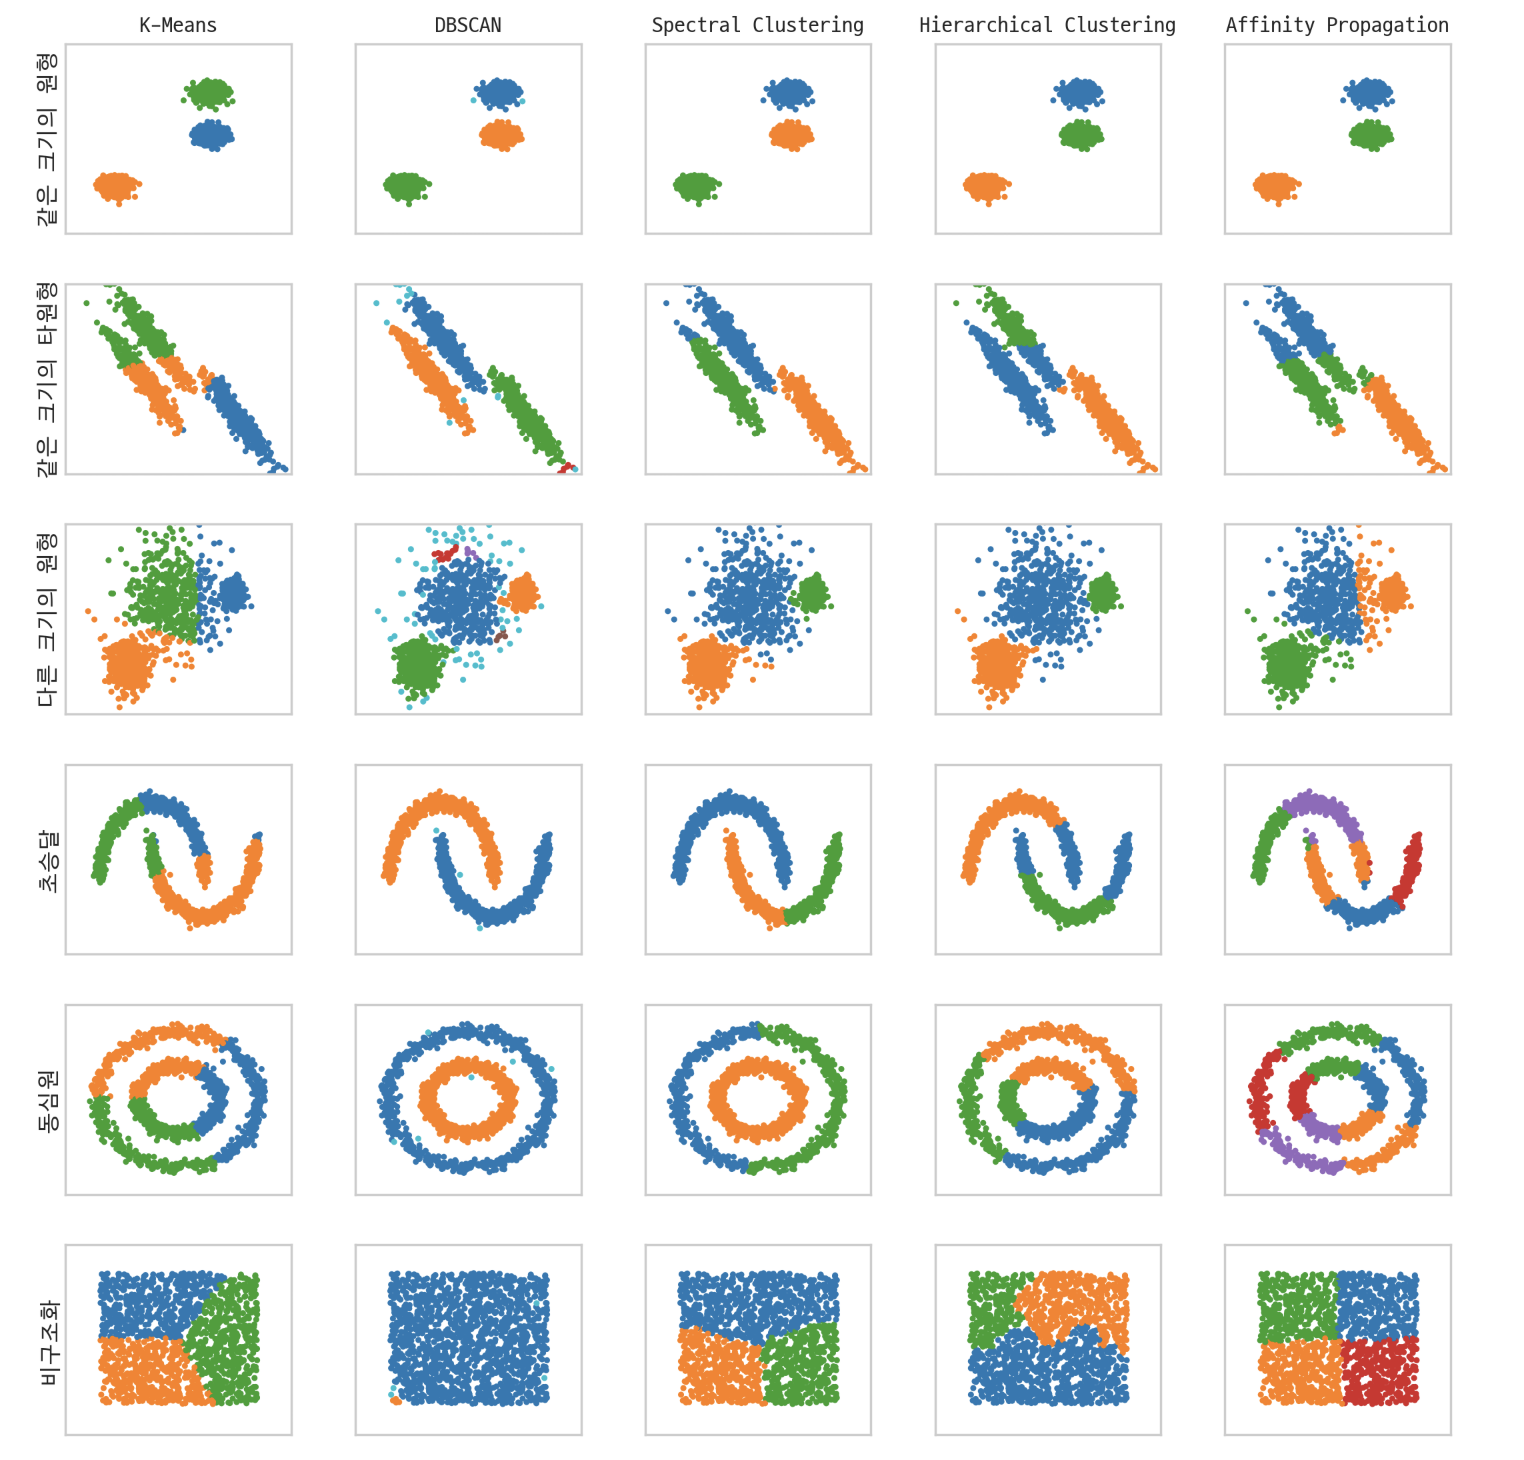 K-Means
DBSCAN
Spectral Clustering
Hierarchical Clustering
Affinity Propagation
같은 크기의 원형
같은 크기의 타원형
다른 크기의 원형
초승달
동심원
비구조화